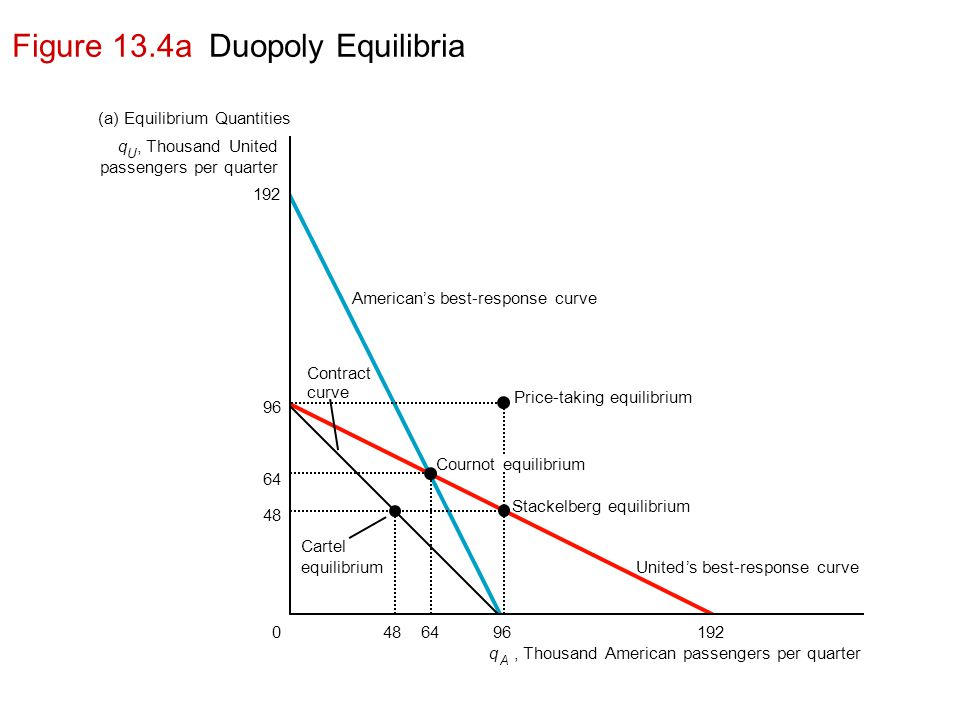 Figure 13.4a Duopoly Equilibria
(a) Equilibrium Quantities
qU, Thousand United
passengers per quarter
192
American’s best-response curve
Contract
curve
Price-taking equilibrium
96
Cournot equilibrium
64
Stackelberg equilibrium
48
Cartel
equilibrium
United’s best-response curve
0 48 64 96 192
qA , Thousand American passengers per quarter